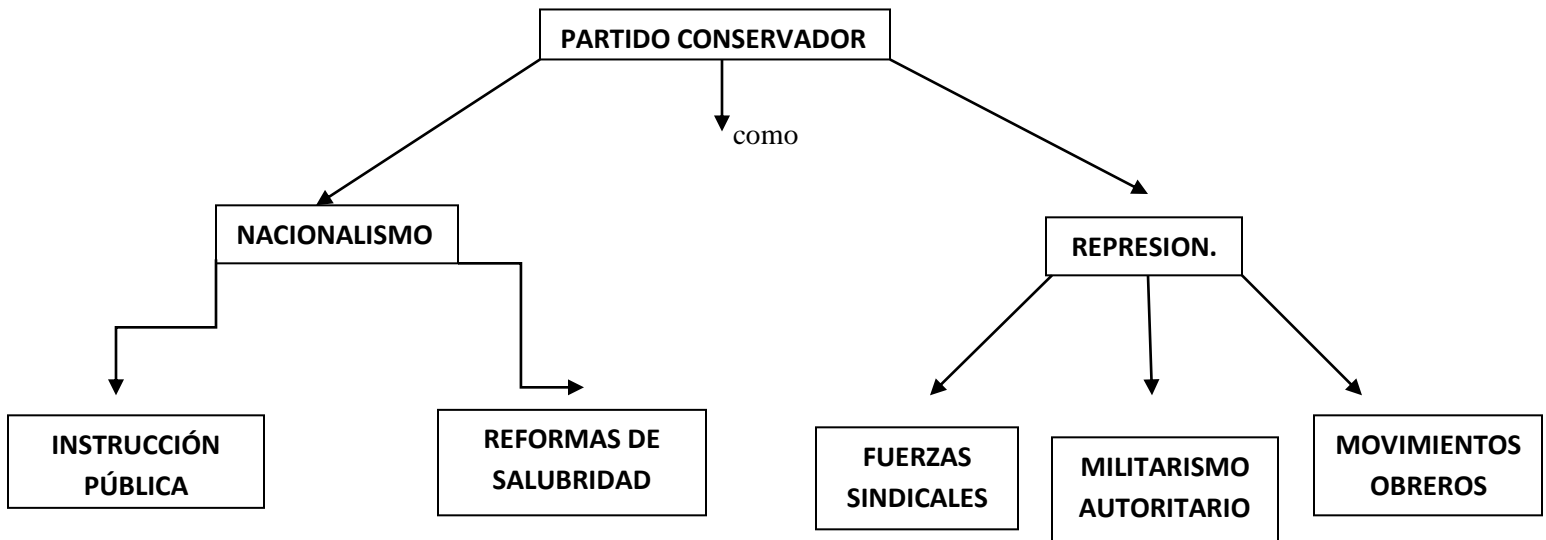 PARTIDO CONSERVADOR
como
NACIONALISMO
REPRESION.
INSTRUCCIÓN
PÚBLICA
REFORMAS DE
SALUBRIDAD
FUERZAS
SINDICALES
MILITARISMO
AUTORITARIO
MOVIMIENTOS
OBREROS